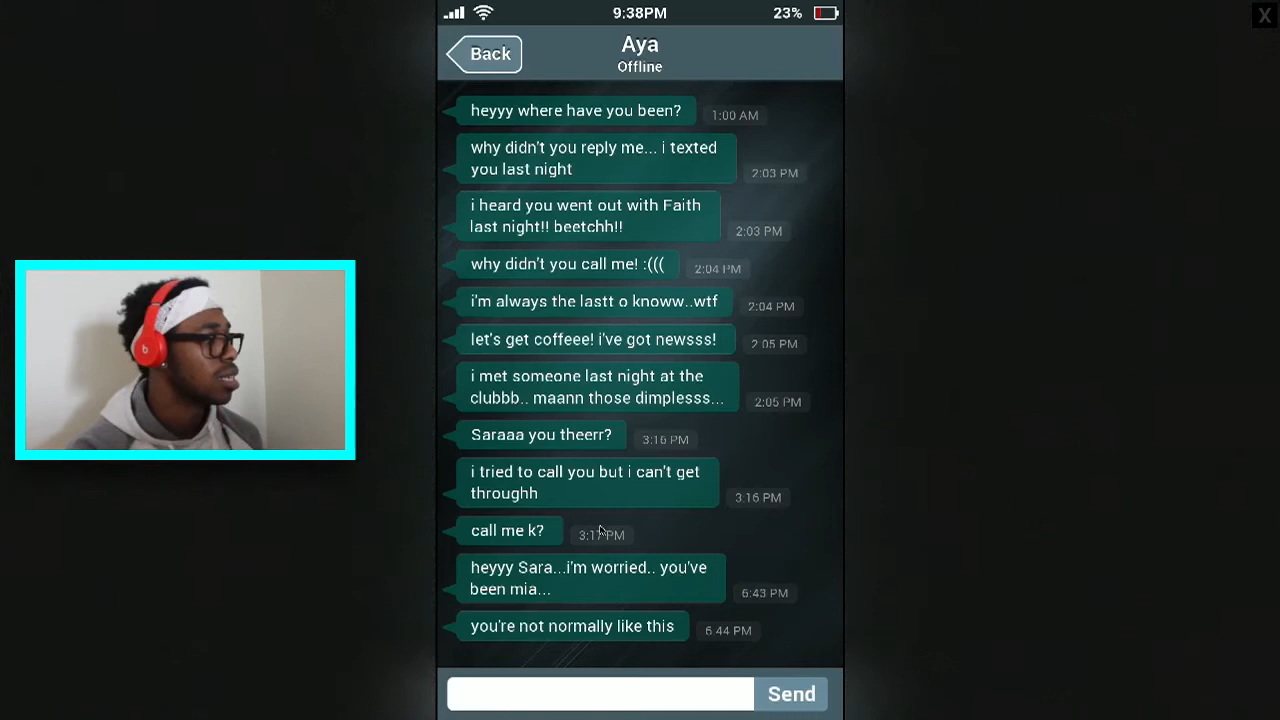 9:38PM
23%
X
Back
Aya
Offline
heyyy where have you been?
1:00 AM
why didn't you reply me... i texted
you last night
2:03 PM
i heard you went out with Faith
last night!! beetchh!!
2:03 PM
why didn't you call me! :(((
2:04 PM
i'm always the lastt o knoww..wtf
2:04 PM
let's get coffeee! i've got newsss!
2:05 PM
i met someone last night at the
clubbb.. maann those dimplesss...
2:05 PM
Saraaa you theerr?
3:16 PM
i tried to call you but i can't get
throughh
3:16 PM
call me k?
3:17 PM
heyyy Sara...i'm worried.. you've
been mia...
6:43 PM
you're not normally like this
6:44 PM
Send